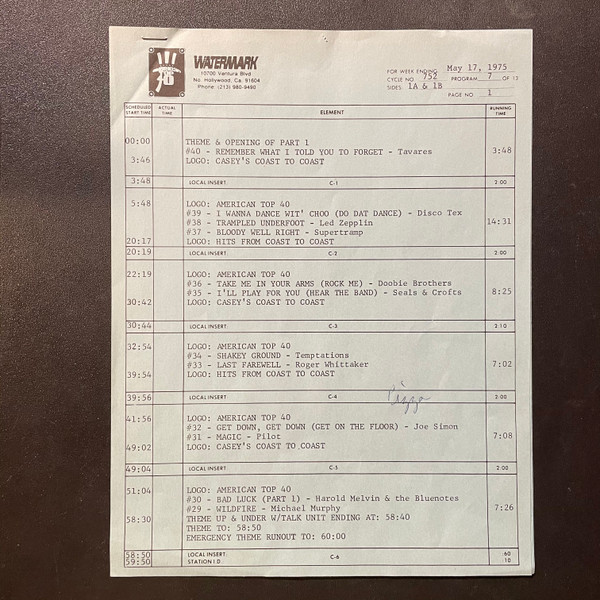 WATERMARK
10700 Ventura Blvd.
No. Hollywood, Ca. 91604
Phone: (213) 980-9490
FOR WEEK ENDING May 17, 1975
CYCLE NO. 752 PROGRAM 7 OF 13
SIDES 1A & 1B
PAGE NO. 1
SCHEDULED START TIME ACTUAL TIME ELEMENT RUNNING TIME
00:00 THEME & OPENING OF PART 1
#40 - REMEMBER WHAT I TOLD YOU TO FORGET - Tavares 3:48
3:46 LOGO: CASEY'S COAST TO COAST
3:48 LOCAL INSERT: C-1 2:00
5:48 LOGO: AMERICAN TOP 40
#39 - I WANNA DANCE WIT' CHOO (DO DAT DANCE) - Disco Tex
#38 - TRAMPLED UNDERFOOT - Led Zepplin 14:31
#37 - BLOODY WELL RIGHT - Supertramp
20:17 LOGO: HITS FROM COAST TO COAST
20:19 LOCAL INSERT: C-2 2:00
22:19 LOGO: AMERICAN TOP 40
#36 - TAKE ME IN YOUR ARMS (ROCK ME) - Doobie Brothers
#35 - I'LL PLAY FOR YOU (HEAR THE BAND) - Seals & Crofts 8:25
30:42 LOGO: CASEY'S COAST TO COAST
30:44 LOCAL INSERT: C-3 2:10
32:54 LOGO: AMERICAN TOP 40
#34 - SHAKEY GROUND - Temptations
#33 - LAST FAREWELL - Roger Whittaker 7:02
39:54 LOGO: HITS FROM COAST TO COAST
39:56 LOCAL INSERT: C-4 2:00
41:56 LOGO: AMERICAN TOP 40
#32 - GET DOWN, GET DOWN (GET ON THE FLOOR) - Joe Simon
#31 - MAGIC - Pilot 7:08
49:02 LOGO: CASEY'S COAST TO COAST
49:04 LOCAL INSERT: C-5 2:00
51:04 LOGO: AMERICAN TOP 40
#30 - BAD LUCK (PART 1) - Harold Melvin & the Bluenotes
#29 - WILDFIRE - Michael Murphy 7:26
58:30 THEME UP & UNDER W/TALK UNIT ENDING AT: 58:40
THEME TO: 58:50
EMERGENCY THEME RUNOUT TO: 60:00
58:50 LOCAL INSERT: C-6 :60
59:50 STATION I D :10